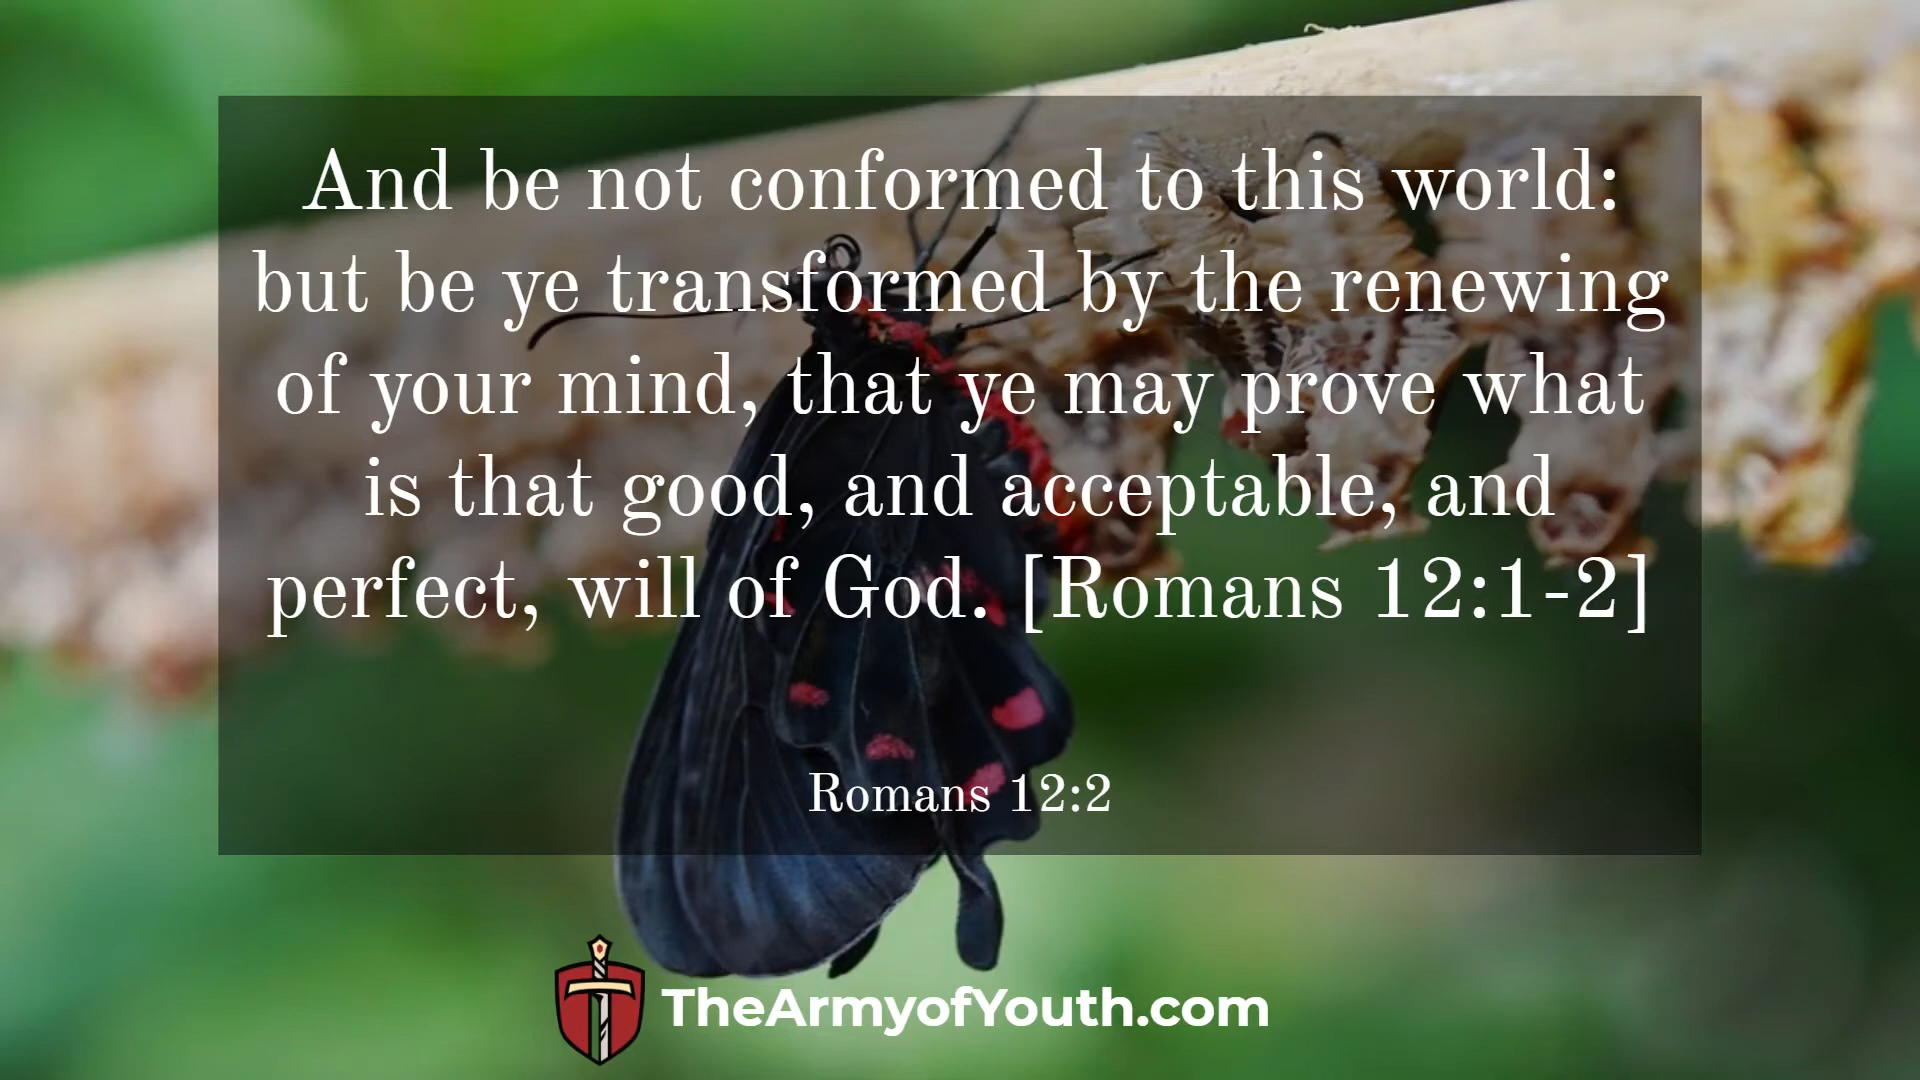 And be not conformed to this world:
but be ye transformed by the renewing
of your mind, that ye may prove what
is that good, and acceptable, and
perfect, will of God. [Romans 12:1-2]
Romans 12:2
TheArmyofYouth.com